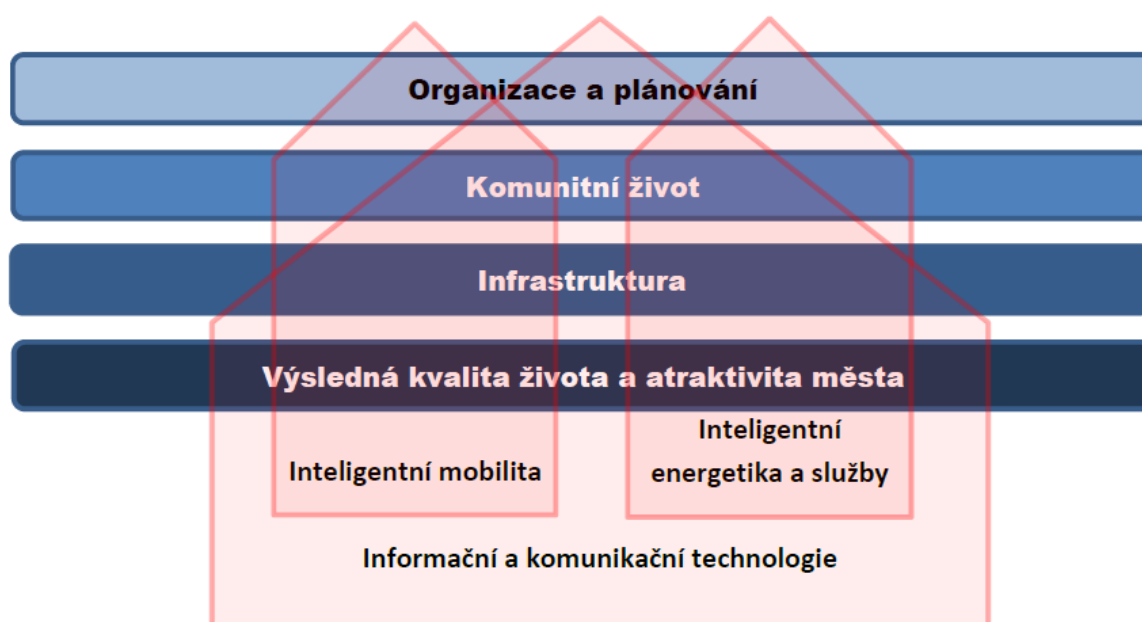 Organizace a plánování
Komunitní život
Infrastruktura
Výsledná kvalita života a atraktivita města
Inteligentní
energetika a služby
Inteligentní mobilita
Informační a komunikační technologie